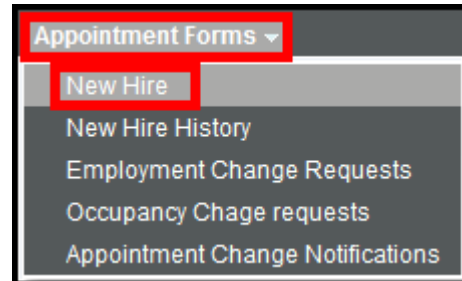 Appointment Forms
New Hire
New Hire History
Employment Change Requests
Occupancy Chage requests
Appointment Change Notifications